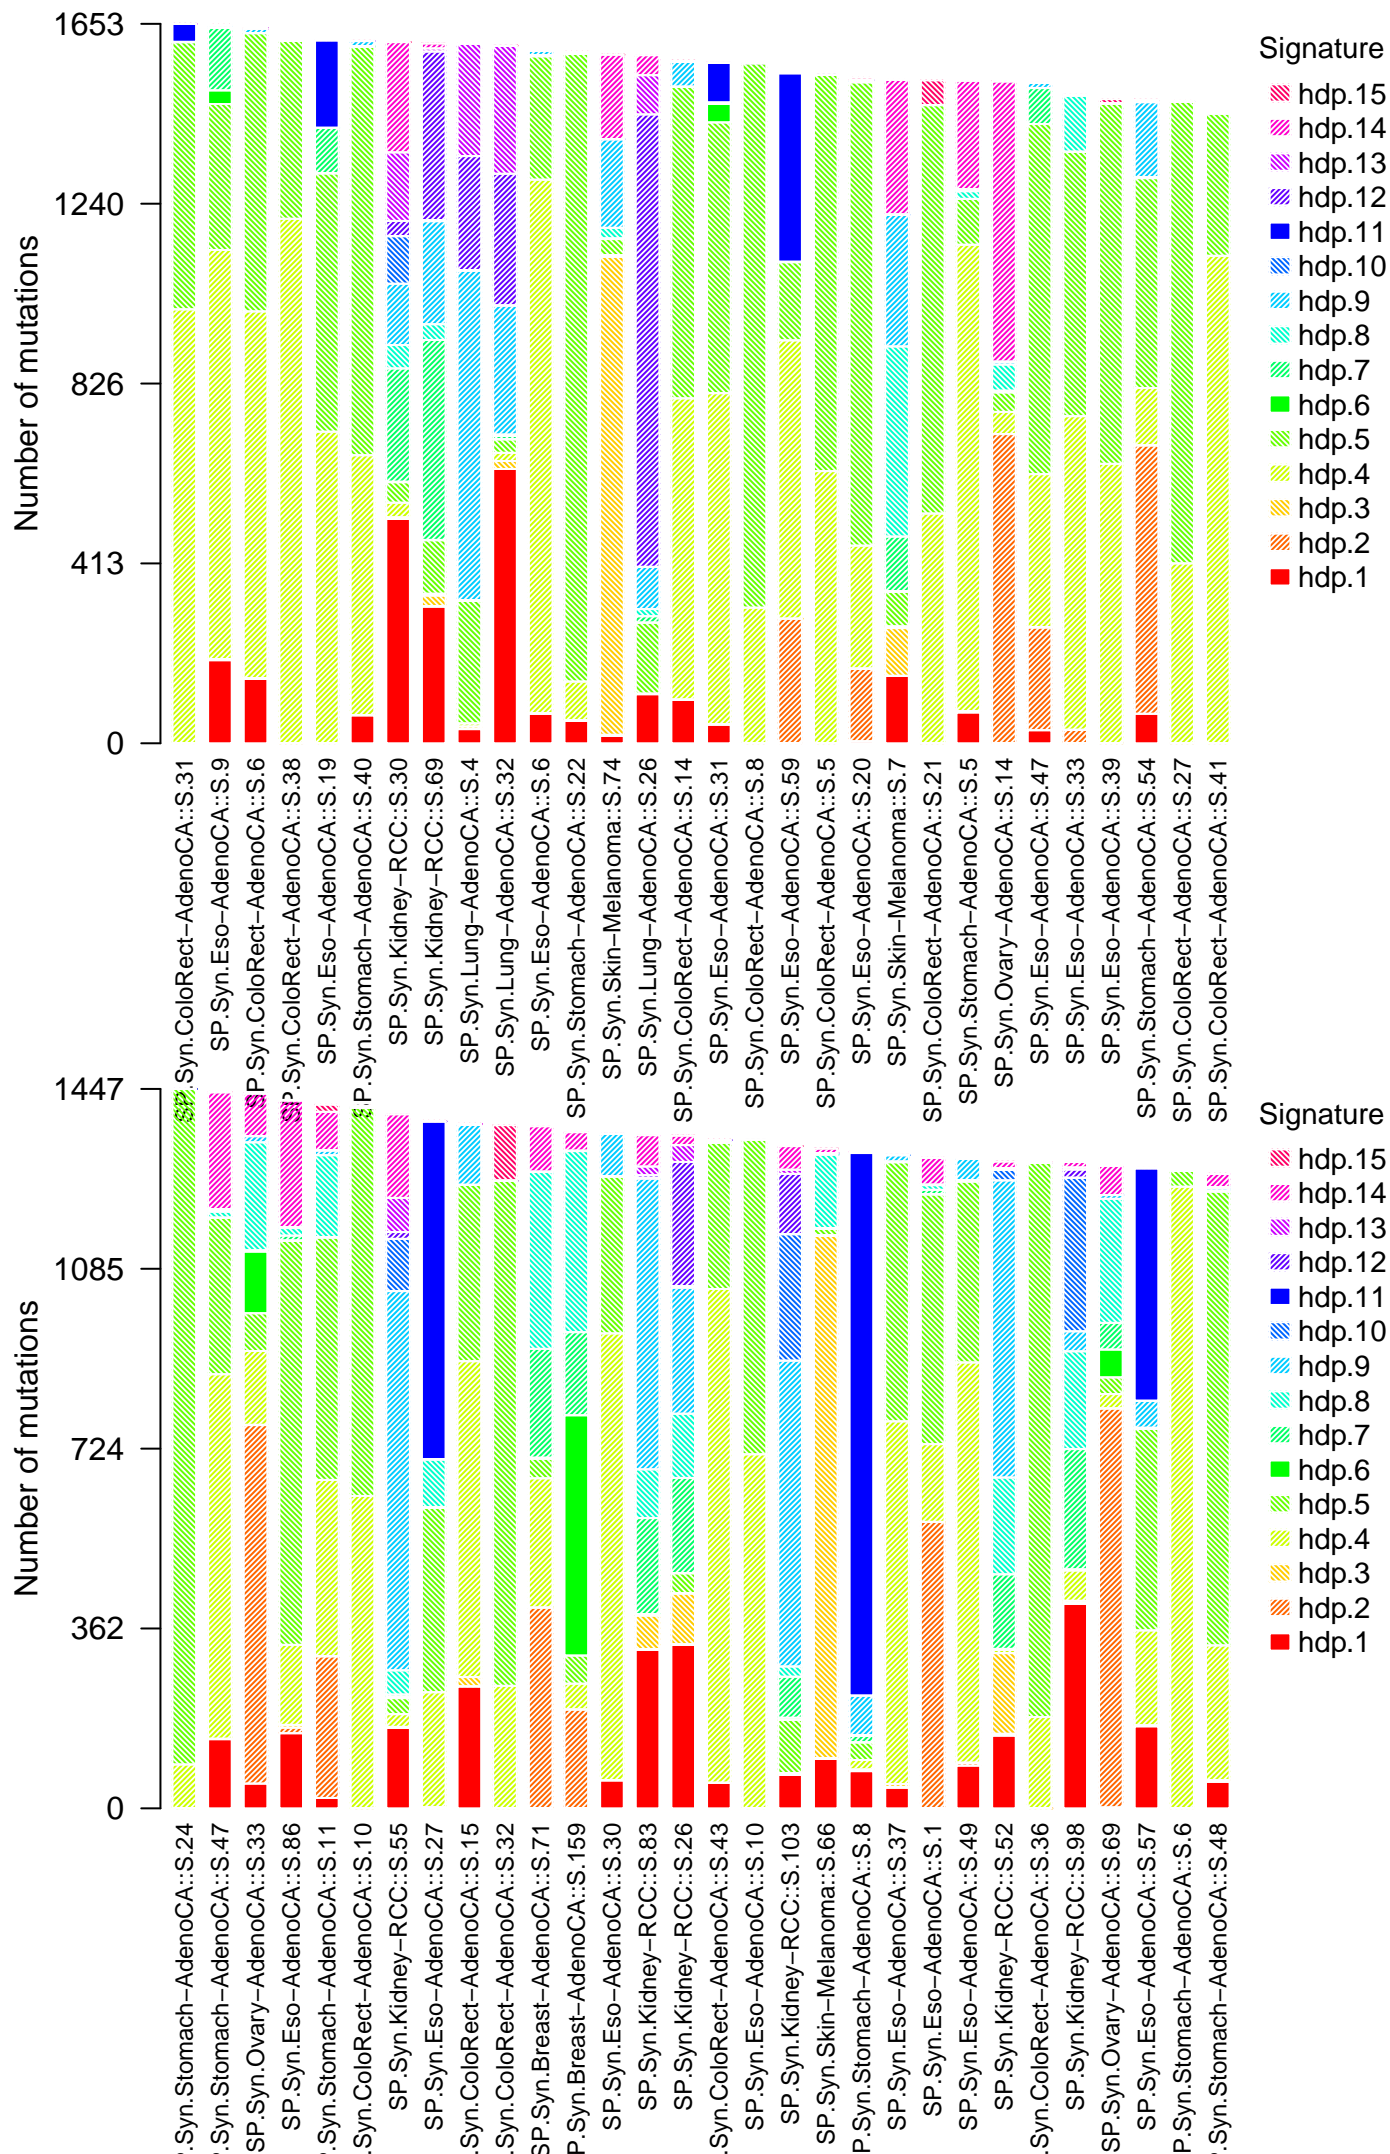 Number of mutations
1653
1240
826
413
0
Signature
hdp.15
hdp.14
hdp.13
hdp.12
hdp.11
hdp.10
hdp.9
hdp.8
hdp.7
hdp.6
hdp.5
hdp.4
hdp.3
hdp.2
hdp.1
SP.Syn.ColoRect−AdenoCA::S.31
SP.Syn.Eso−AdenoCA::S.9
SP.Syn.ColoRect−AdenoCA::S.6
SP.Syn.ColoRect−AdenoCA::S.38
SP.Syn.Eso−AdenoCA::S.19
SP.Syn.Stomach−AdenoCA::S.40
SP.Syn.Kidney−RCC::S.30
SP.Syn.Kidney−RCC::S.69
SP.Syn.Lung−AdenoCA::S.4
SP.Syn.Lung−AdenoCA::S.32
SP.Syn.Eso−AdenoCA::S.6
SP.Syn.Stomach−AdenoCA::S.22
SP.Syn.Skin−Melanoma::S.74
SP.Syn.Lung−AdenoCA::S.26
SP.Syn.ColoRect−AdenoCA::S.14
SP.Syn.Eso−AdenoCA::S.31
SP.Syn.ColoRect−AdenoCA::S.8
SP.Syn.Eso−AdenoCA::S.59
SP.Syn.ColoRect−AdenoCA::S.5
SP.Syn.Eso−AdenoCA::S.20
SP.Syn.Skin−Melanoma::S.7
SP.Syn.ColoRect−AdenoCA::S.21
SP.Syn.Stomach−AdenoCA::S.5
SP.Syn.Ovary−AdenoCA::S.14
SP.Syn.Eso−AdenoCA::S.47
SP.Syn.Eso−AdenoCA::S.33
SP.Syn.Eso−AdenoCA::S.39
SP.Syn.Stomach−AdenoCA::S.54
SP.Syn.ColoRect−AdenoCA::S.27
SP.Syn.ColoRect−AdenoCA::S.41
Number of mutations
1447
1085
724
362
0
Signature
hdp.15
hdp.14
hdp.13
hdp.12
hdp.11
hdp.10
hdp.9
hdp.8
hdp.7
hdp.6
hdp.5
hdp.4
hdp.3
hdp.2
hdp.1
P.Syn.Stomach−AdenoCA::S.24
P.Syn.Stomach−AdenoCA::S.47
SP.Syn.Ovary−AdenoCA::S.33
SP.Syn.Eso−AdenoCA::S.86
P.Syn.Stomach−AdenoCA::S.11
.Syn.ColoRect−AdenoCA::S.10
SP.Syn.Kidney−RCC::S.55
SP.Syn.Eso−AdenoCA::S.27
.Syn.ColoRect−AdenoCA::S.15
.Syn.ColoRect−AdenoCA::S.32
SP.Syn.Breast−AdenoCA::S.71
P.Syn.Breast−AdenoCA::S.159
SP.Syn.Eso−AdenoCA::S.30
SP.Syn.Kidney−RCC::S.83
SP.Syn.Kidney−RCC::S.26
.Syn.ColoRect−AdenoCA::S.43
SP.Syn.Eso−AdenoCA::S.10
SP.Syn.Kidney−RCC::S.103
SP.Syn.Skin−Melanoma::S.66
SP.Syn.Stomach−AdenoCA::S.8
SP.Syn.Eso−AdenoCA::S.37
SP.Syn.Eso−AdenoCA::S.1
SP.Syn.Eso−AdenoCA::S.49
SP.Syn.Kidney−RCC::S.52
.Syn.ColoRect−AdenoCA::S.36
SP.Syn.Kidney−RCC::S.98
SP.Syn.Ovary−AdenoCA::S.69
SP.Syn.Eso−AdenoCA::S.57
SP.Syn.Stomach−AdenoCA::S.6
P.Syn.Stomach−AdenoCA::S.48